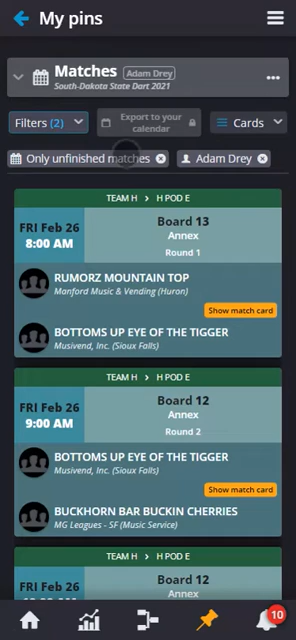 My pins
Matches Adam Drey
South-Dakota State Dart 2021
Filters (2)
Export to your
calendar
Cards
Only unfinished matches
Adam Drey
TEAM H > H POD E
FRI Feb 26
8:00 AM
Board 13
Annex
Round 1
RUMORZ MOUNTAIN TOP
Manford Music & Vending (Huron)
Show match card
BOTTOMS UP EYE OF THE TIGGER
Musivend, Inc. (Sioux Falls)
TEAM H > H POD E
FRI Feb 26
9:00 AM
Board 12
Annex
Round 2
BOTTOMS UP EYE OF THE TIGGER
Musivend, Inc. (Sioux Falls)
Show match card
BUCKHORN BAR BUCKIN CHERRIES
MG Leagues - SF (Music Service)
TEAM H > H POD E
FRI Feb 26
Board 12
Annex
10